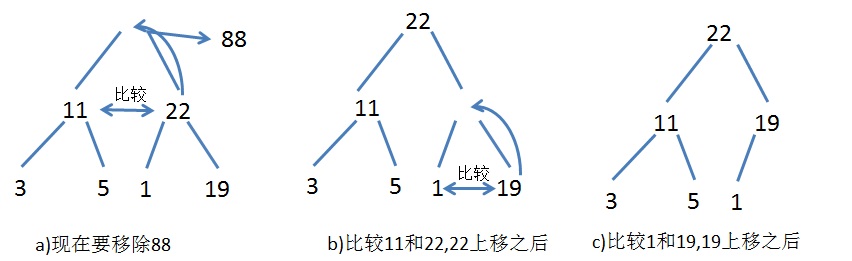 88
比较
11 22
3 5 1 19
a)现在要移除88
22
11
比较
3 5 1 19
b)比较11和22,22上移之后
22
11 19
3 5 1
c)比较1和19,19上移之后